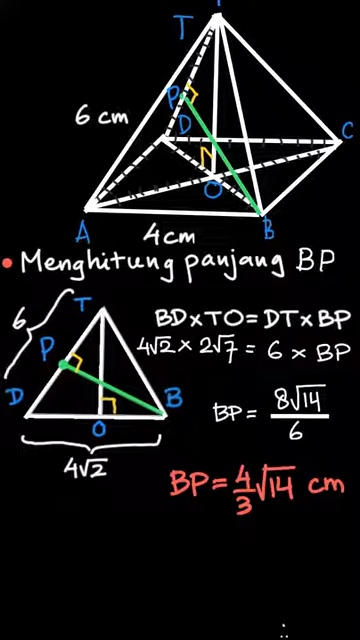 T
P
6 cm
D
C
O
A
B
4cm
• Menghitung panjang BP
6
T
P
D
B
O
4√2
BD×TO = DT×BP
4√2 × 2√7 = 6 × BP
BP = 8√14/6
BP = 4/3 √14 cm